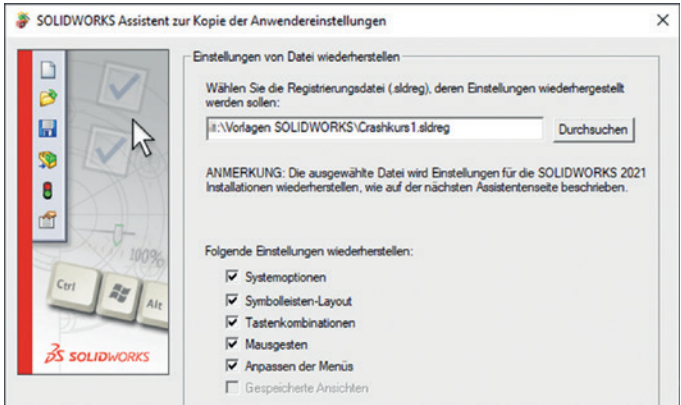 SOLIDWORKS Assistent zur Kopie der Anwendereinstellungen
Einstellungen von Datei wiederherstellen
Wählen Sie die Registrierungsdatei (.sldreg), deren Einstellungen wiederhergestellt
werden sollen:
:\Vorlagen SOLIDWORKS\Crashkurs1.sldreg
Durchsuchen
ANMERKUNG: Die ausgewählte Datei wird Einstellungen für die SOLIDWORKS 2021
Installationen wiederherstellen, wie auf der nächsten Assistentenseite beschrieben.
Folgende Einstellungen wiederherstellen:
Systemoptionen
Symbolleisten-Layout
Tastenkombinationen
Mausgesten
Anpassen der Menüs
Gespeicherte Ansichten
100%
Ctrl
Alt
SOLIDWORKS